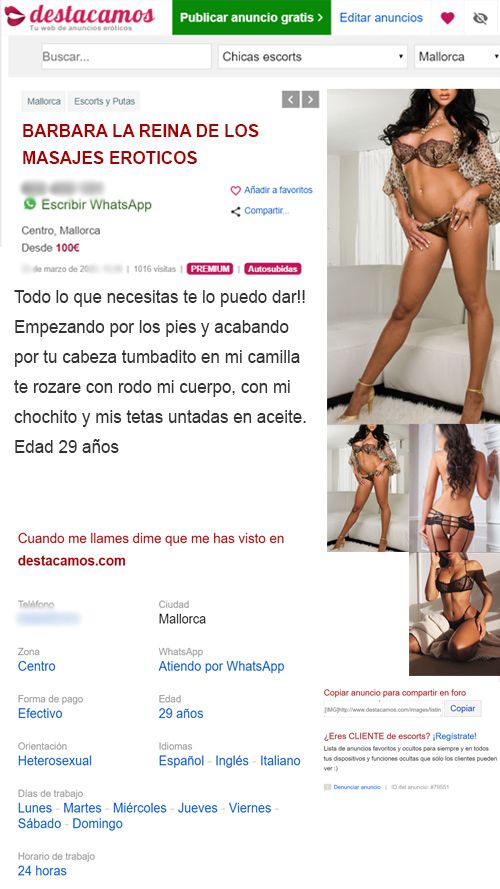 destacamos
Tu web de anuncios eróticos
Publicar anuncio gratis >
Editar anuncios
Buscar...
Chicas escorts
Mallorca
Mallorca
Escorts y Putas
BARBARA LA REINA DE LOS
MASAJES EROTICOS
Escribir WhatsApp
Añadir a favoritos
Compartir...
Centro, Mallorca
Desde 100€
de marzo de 20 | 1016 visitas | PREMIUM | Autosubidas
Todo lo que necesitas te lo puedo dar!!
Empezando por los pies y acabando
por tu cabeza tumbadito en mi camilla
te rozare con rodo mi cuerpo, con mi
chochito y mis tetas untadas en aceite.
Edad 29 años
Cuando me llames dime que me has visto en
destacamos.com
Teléfono
Ciudad
Mallorca
Zona
Centro
WhatsApp
Atiendo por WhatsApp
Forma de pago
Efectivo
Edad
29 años
Orientación
Heterosexual
Idiomas
Español - Inglés - Italiano
Días de trabajo
Lunes - Martes - Miércoles - Jueves - Viernes -
Sábado - Domingo
Horario de trabajo
24 horas
Copiar anuncio para compartir en foro
[IMG]http://www.destacamos.com/images/listin
Copiar
¿Eres CLIENTE de escorts? ¡Regístrate!
Lista de anuncios favoritos y ocultos para siempre y en todos
tus dispositivos y funciones ocultas que sólo los clientes pueden
ver :)
Denunciar anuncio | ID del anuncio: #79551